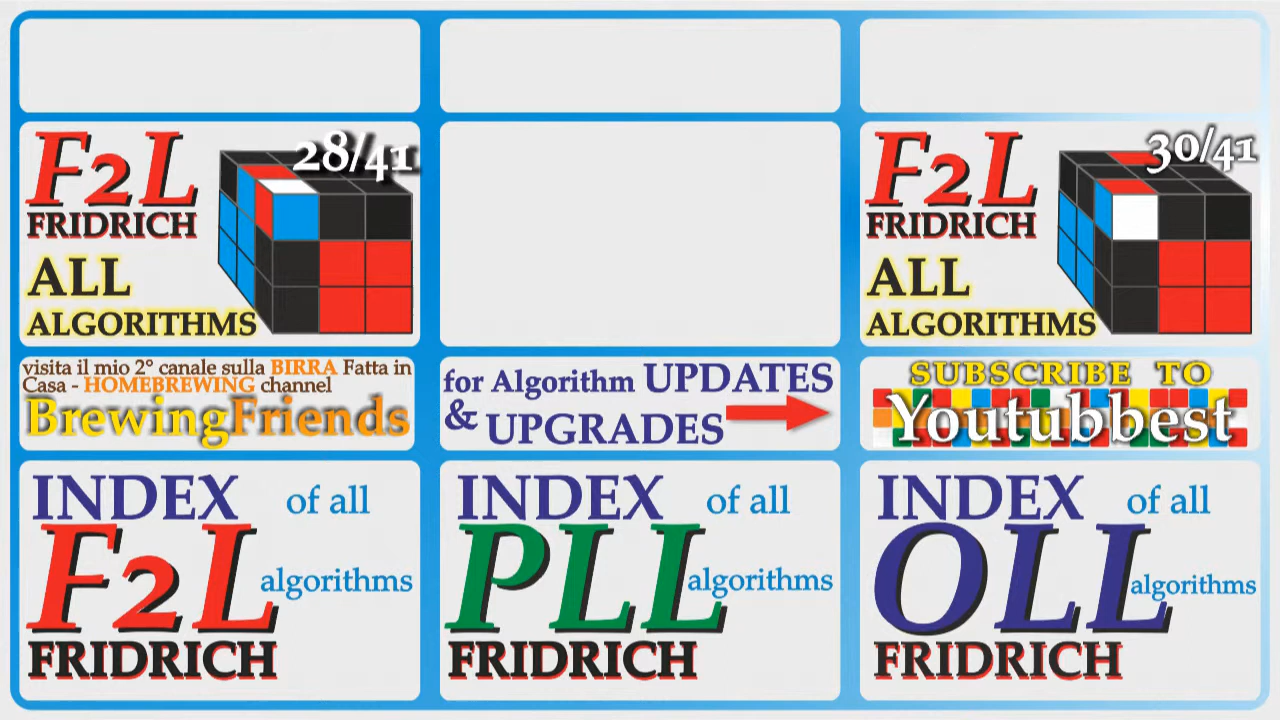 F2L
28/41
FRIDRICH
ALL
ALGORITHMS
F2L
30/41
FRIDRICH
ALL
ALGORITHMS
visita il mio 2° canale sulla BIRRA Fatta in
Casa - HOMEBREWING channel
BrewingFriends
for Algorithm UPDATES
& UPGRADES
SUBSCRIBE TO
Youtubbest
INDEX of all
F2L algorithms
FRIDRICH
INDEX of all
PLL algorithms
FRIDRICH
INDEX of all
OLL algorithms
FRIDRICH